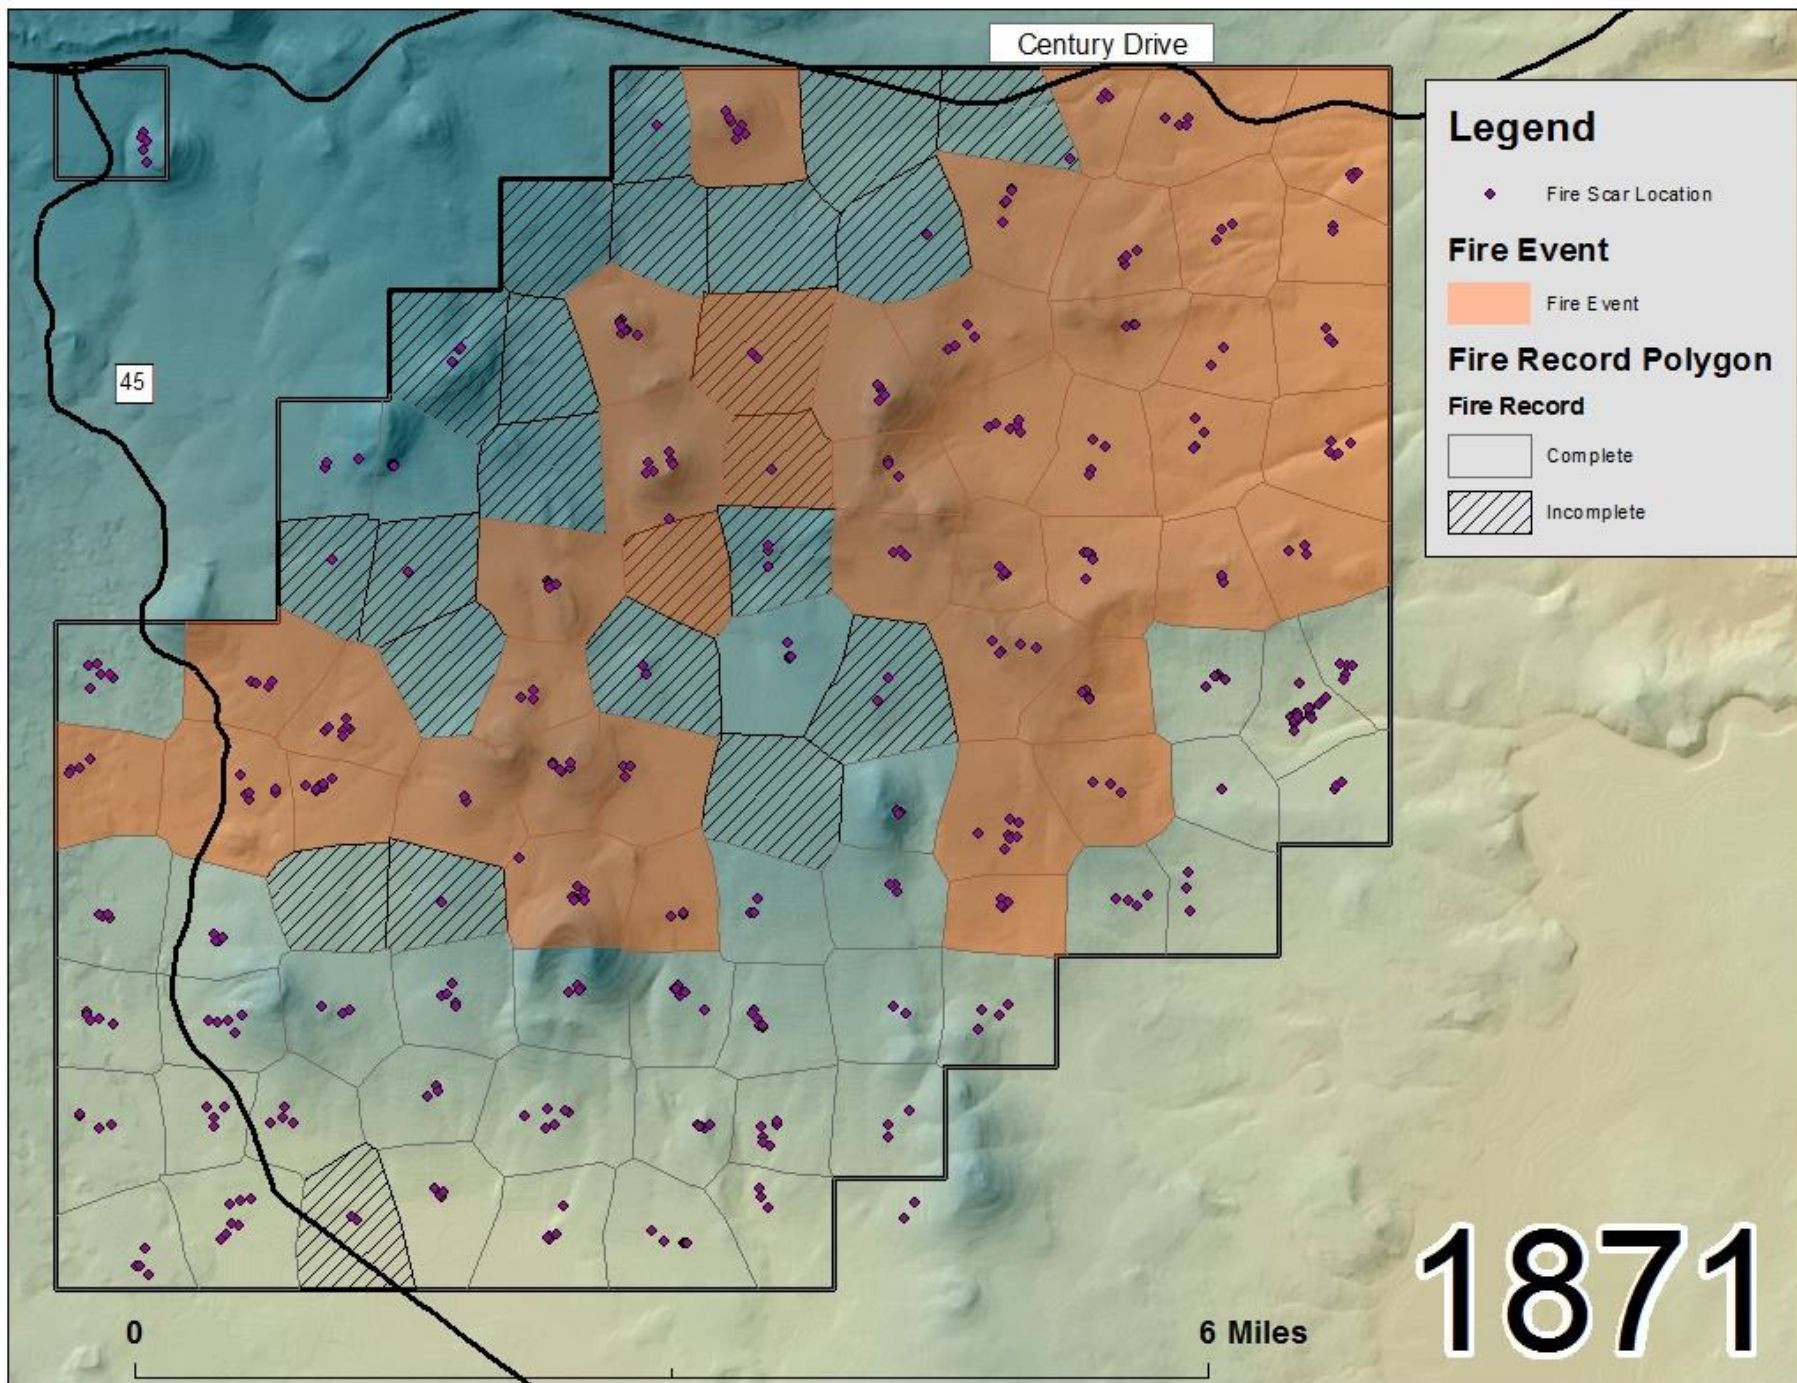 Century Drive
Legend
Fire Scar Location
Fire Event
Fire Event
Fire Record Polygon
Fire Record
Complete
Incomplete
45
1871
0
6 Miles